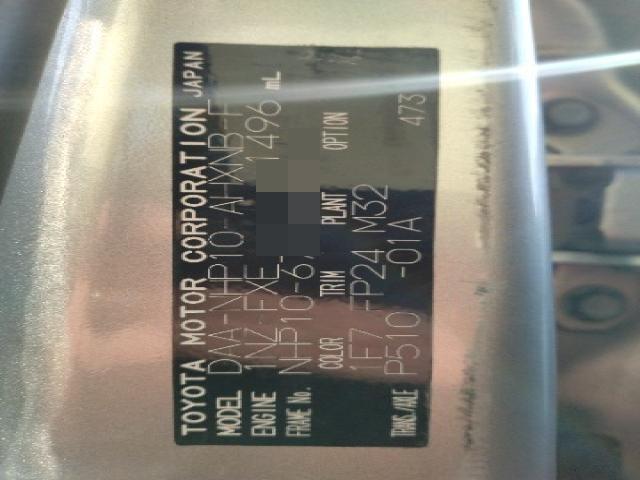 TOYOTA MOTOR CORPORATION JAPAN
MODEL DAA-NHP10-AHXNB
ENGINE 1NZ-FXE 1496 mL
FRAME No. NHP10-67
COLOR TRIM PLANT OPTION
1F7 FP24 M32
TRANS./AXLE P510 -01A 473